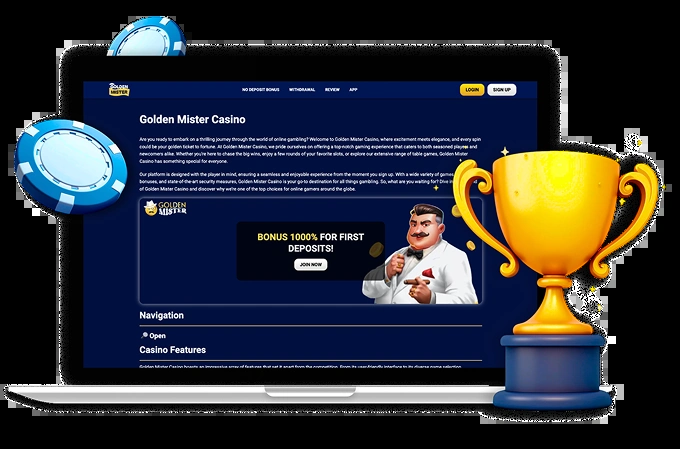 GOLDEN
MISTER
NO DEPOSIT BONUS WITHDRAWAL REVIEW APP
LOGIN SIGN UP
Golden Mister Casino
Are you ready to embark on a thrilling journey through the world of online gambling? Welcome to Golden Mister Casino, where excitement meets elegance, and every spin
could be your golden ticket to fortune. At Golden Mister Casino, we pride ourselves on offering a top-notch gaming experience that caters to both seasoned players and
newcomers alike. Whether you're here to chase the big wins, enjoy a few rounds of your favorite slots, or explore our extensive range of table games, Golden Mister
Casino has something special for everyone.
Our platform is designed with the player in mind, ensuring a seamless and enjoyable experience from the moment you sign up. With a wide variety of games,
bonuses, and state-of-the-art security measures, Golden Mister Casino is your go-to destination for all things gambling. So, what are you waiting for? Dive in
of Golden Mister Casino and discover why we're one of the top choices for online gamers around the globe.
GOLDEN
MISTER
BONUS 1000% FOR FIRST
DEPOSITS!
JOIN NOW
Navigation
Open
Casino Features
Golden Mister Casino boasts an impressive array of features that set it apart from the competition. From its user-friendly interface to its diverse game selection,